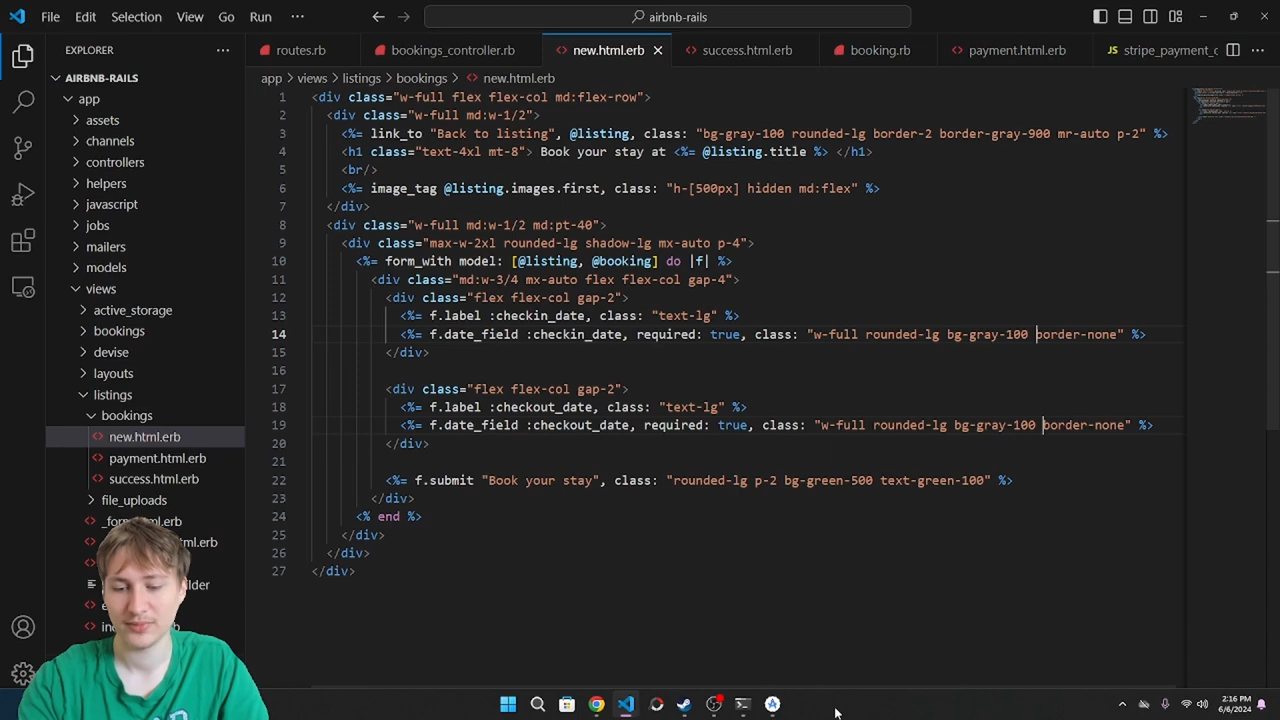 File Edit Selection View Go Run ··· airbnb-rails
EXPLORER ···
routes.rb bookings_controller.rb new.html.erb success.html.erb booking.rb payment.html.erb JS stripe_payment_c ···
AIRBNB-RAILS
app > views > listings > bookings > new.html.erb
app
assets
channels
controllers
helpers
javascript
jobs
mailers
models
views
active_storage
bookings
devise
layouts
listings
bookings
new.html.erb
payment.html.erb
success.html.erb
file_uploads
1 <div class="w-full flex flex-col md:flex-row">
2 <div class="w-full md:w-1/2">
3 <%= link_to "Back to listing", @listing, class: "bg-gray-100 rounded-lg border-2 border-gray-900 mr-auto p-2" %>
4 <h1 class="text-4xl mt-8"> Book your stay at <%= @listing.title %> </h1>
5 <br/>
6 <%= image_tag @listing.images.first, class: "h-[500px] hidden md:flex" %>
7 </div>
8 <div class="w-full md:w-1/2 md:pt-40">
9 <div class="max-w-2xl rounded-lg shadow-lg mx-auto p-4">
10 <%= form_with model: [@listing, @booking] do |f| %>
11 <div class="md:w-3/4 mx-auto flex flex-col gap-4">
12 <div class="flex flex-col gap-2">
13 <%= f.label :checkin_date, class: "text-lg" %>
14 <%= f.date_field :checkin_date, required: true, class: "w-full rounded-lg bg-gray-100 border-none" %>
15 </div>
16
17 <div class="flex flex-col gap-2">
18 <%= f.label :checkout_date, class: "text-lg" %>
19 <%= f.date_field :checkout_date, required: true, class: "w-full rounded-lg bg-gray-100 border-none" %>
20 </div>
21
22 <%= f.submit "Book your stay", class: "rounded-lg p-2 bg-green-500 text-green-100" %>
23 </div>
24 <% end %>
25 </div>
26 </div>
27 </div>
2:16 PM
6/6/2024